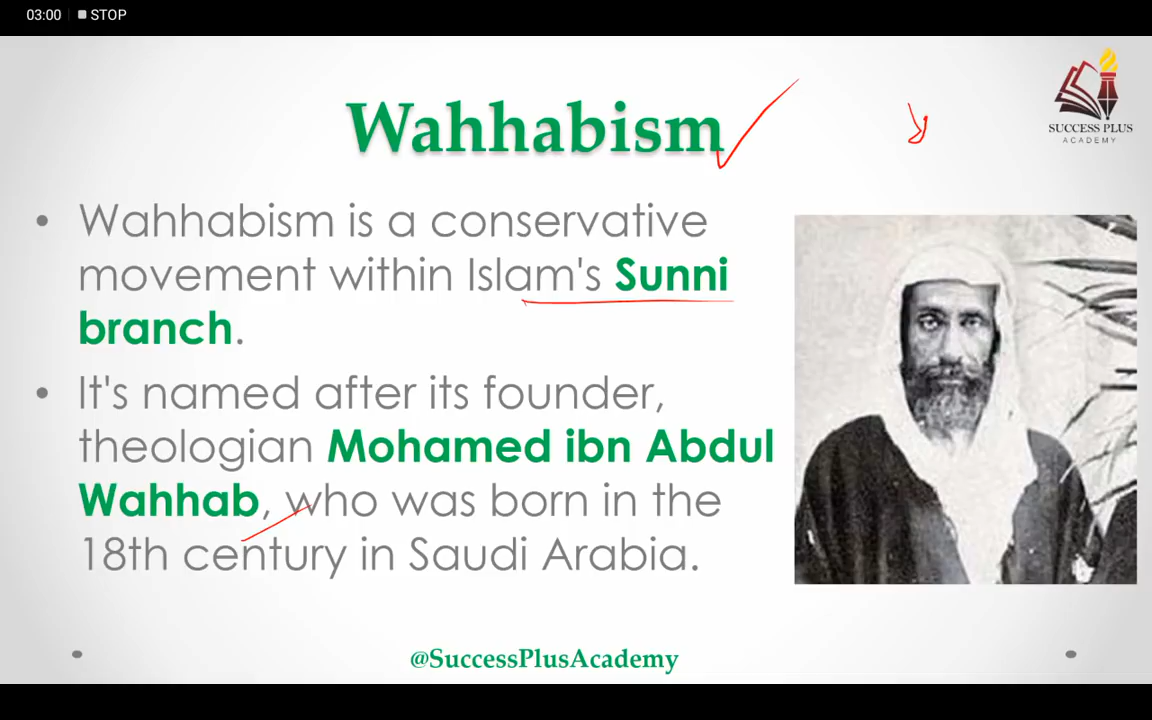 03:00 STOP
Wahhabism
SUCCESS PLUS
ACADEMY
• Wahhabism is a conservative
movement within Islam's Sunni
branch.
• It's named after its founder,
theologian Mohamed ibn Abdul
Wahhab, who was born in the
18th century in Saudi Arabia.
@SuccessPlusAcademy